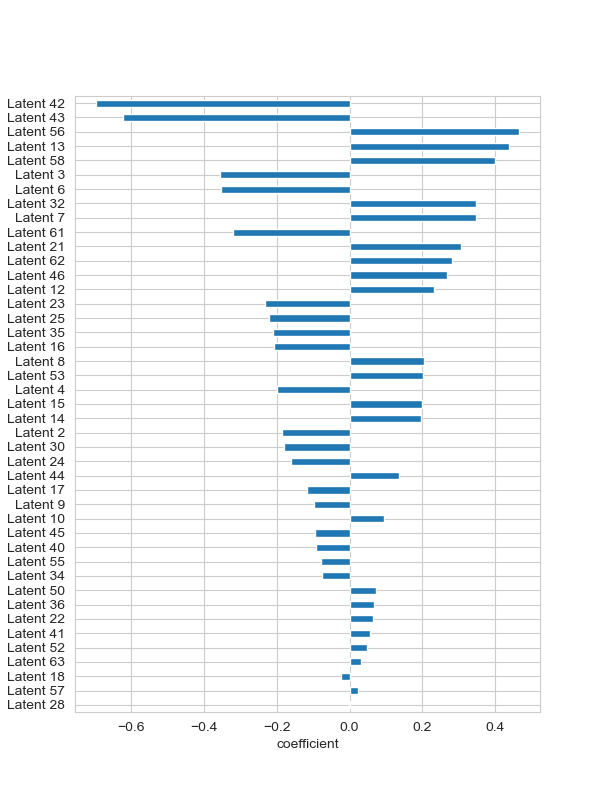 Latent 42
Latent 43
Latent 56
Latent 13
Latent 58
Latent 3
Latent 6
Latent 32
Latent 7
Latent 61
Latent 21
Latent 62
Latent 46
Latent 12
Latent 23
Latent 25
Latent 35
Latent 16
Latent 8
Latent 53
Latent 4
Latent 15
Latent 14
Latent 2
Latent 30
Latent 24
Latent 44
Latent 17
Latent 9
Latent 10
Latent 45
Latent 40
Latent 55
Latent 34
Latent 50
Latent 36
Latent 22
Latent 41
Latent 52
Latent 63
Latent 18
Latent 57
Latent 28
−0.6 −0.4 −0.2 0.0 0.2 0.4
coefficient